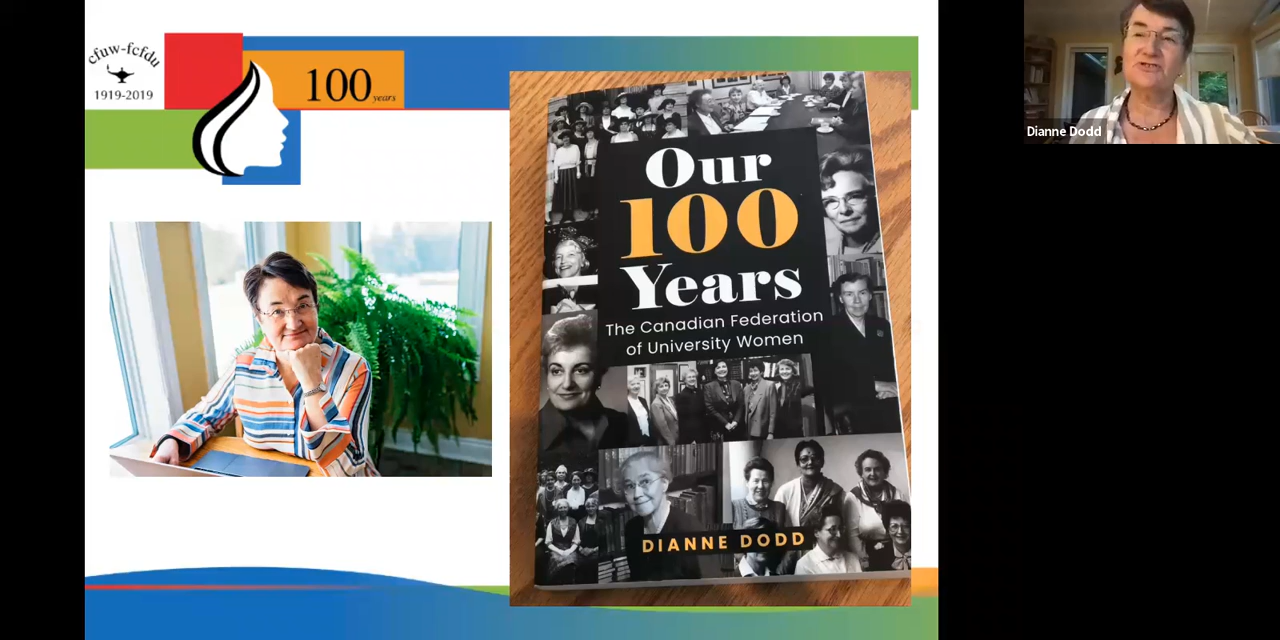 cfuw-fcfdu
1919-2019
100 years
Our
100
Years
The Canadian Federation
of University Women
DIANNE DODD
Dianne Dodd